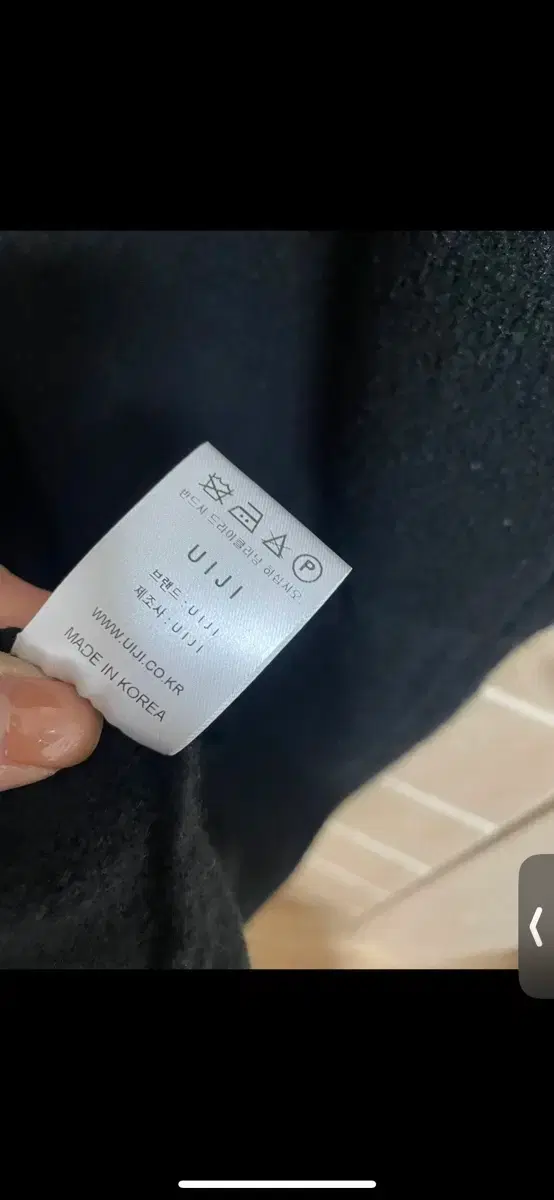 P
반드시 드라이클리닝 하십시오
UIJI
브랜드 : UIJI
제조사 : UIJI
WWW.UIJI.CO.KR
MADE IN KOREA